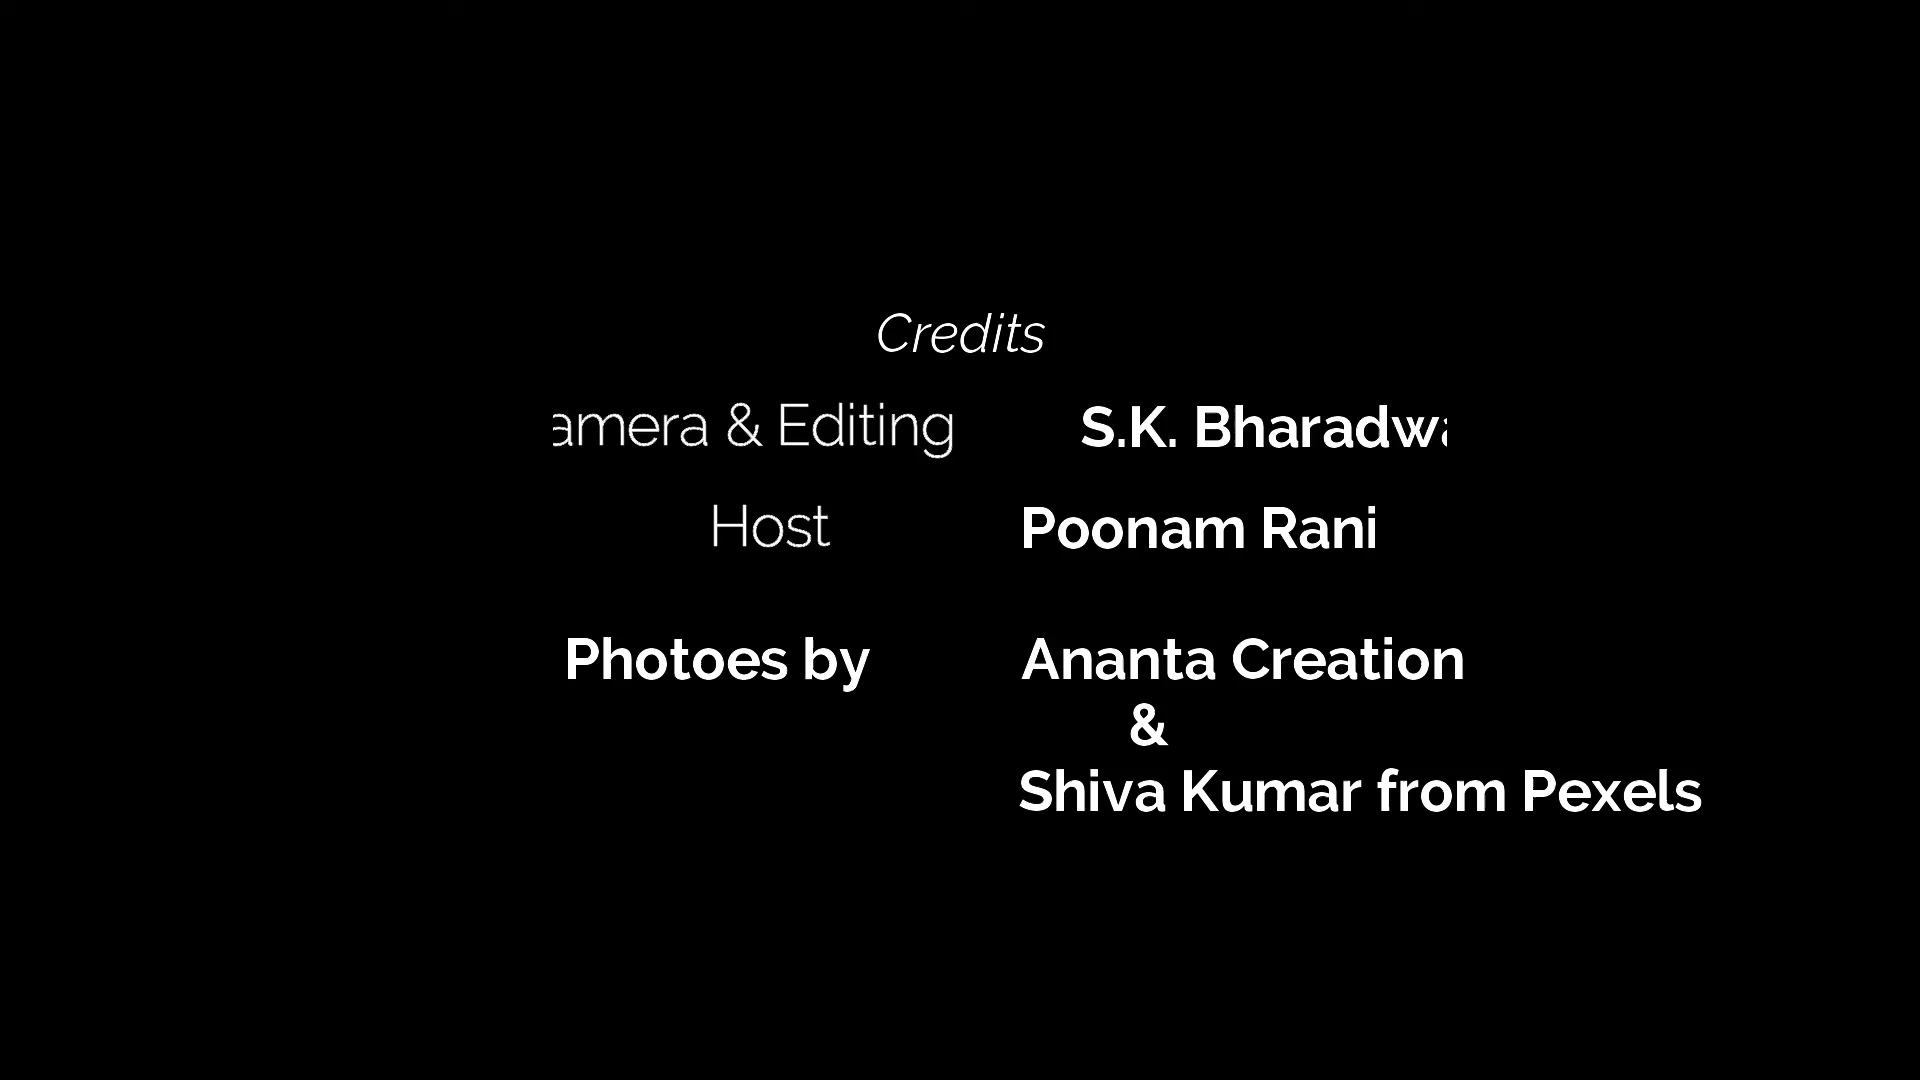 Credits
amera & Editing S.K. Bharadwa
Host Poonam Rani
Photoes by Ananta Creation
&
Shiva Kumar from Pexels